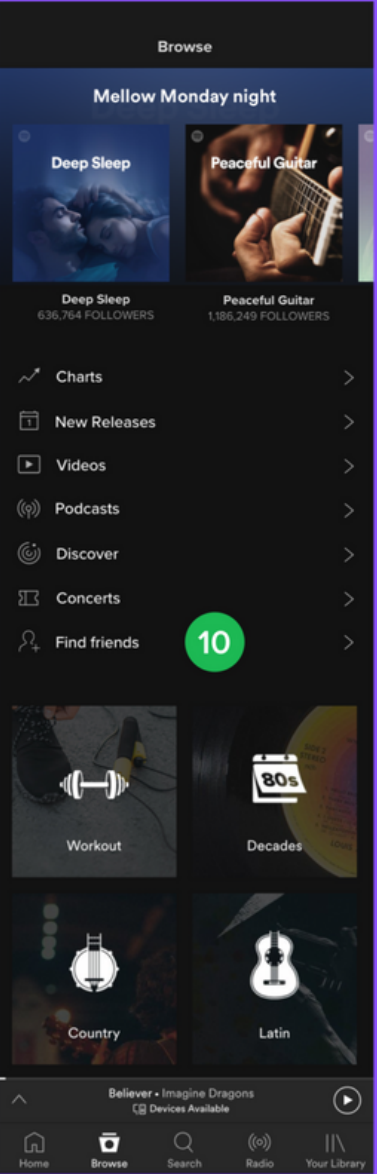 Browse
Mellow Monday night
Deep Sleep
Peaceful Guitar
Deep Sleep
Peaceful Guitar
636,764 FOLLOWERS
1,186,249 FOLLOWERS
Charts
1
New Releases
Videos
Podcasts
Discover
Concerts
Find friends
10
80s
Workout
Decades
Country
Latin
Believer • Imagine Dragons
Devices Available
Home
Browse
Search
Radio
Your Library